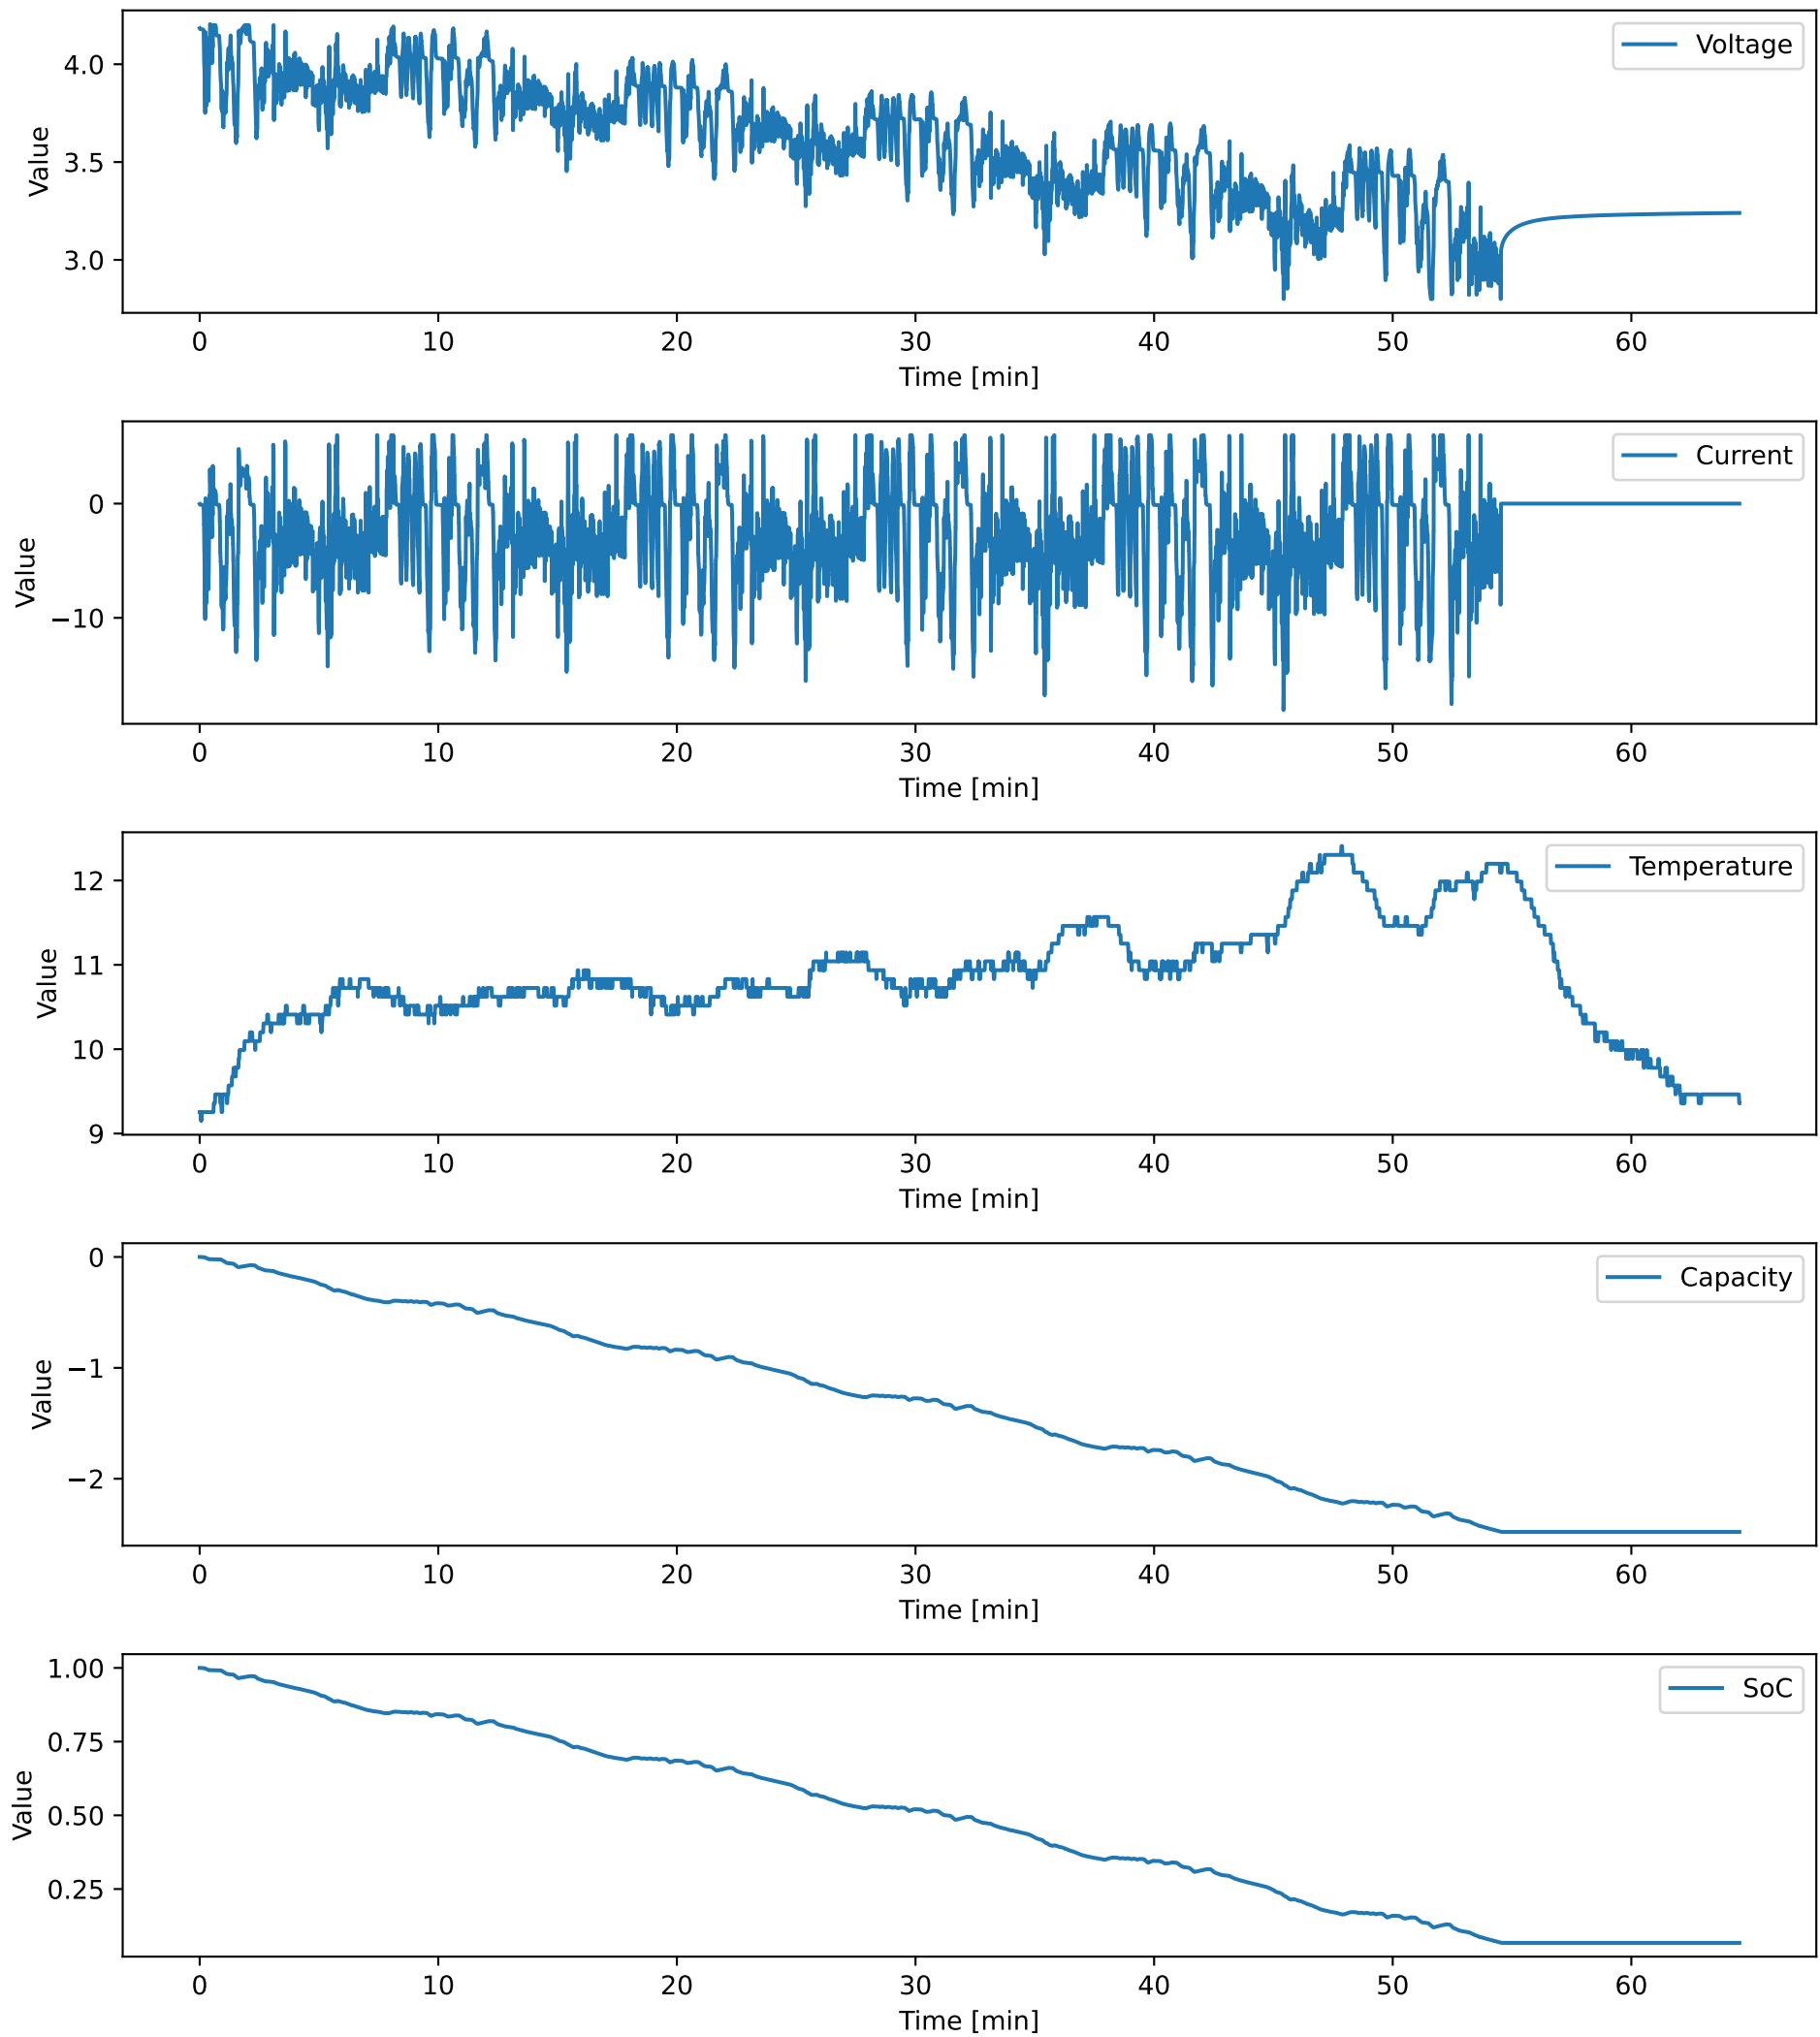 Voltage
4.0
3.5
3.0
Value
0 10 20 30 40 50 60
Time [min]
Current
0
−10
Value
0 10 20 30 40 50 60
Time [min]
Temperature
12
11
10
9
Value
0 10 20 30 40 50 60
Time [min]
Capacity
0
−1
−2
Value
0 10 20 30 40 50 60
Time [min]
SoC
1.00
0.75
0.50
0.25
Value
0 10 20 30 40 50 60
Time [min]